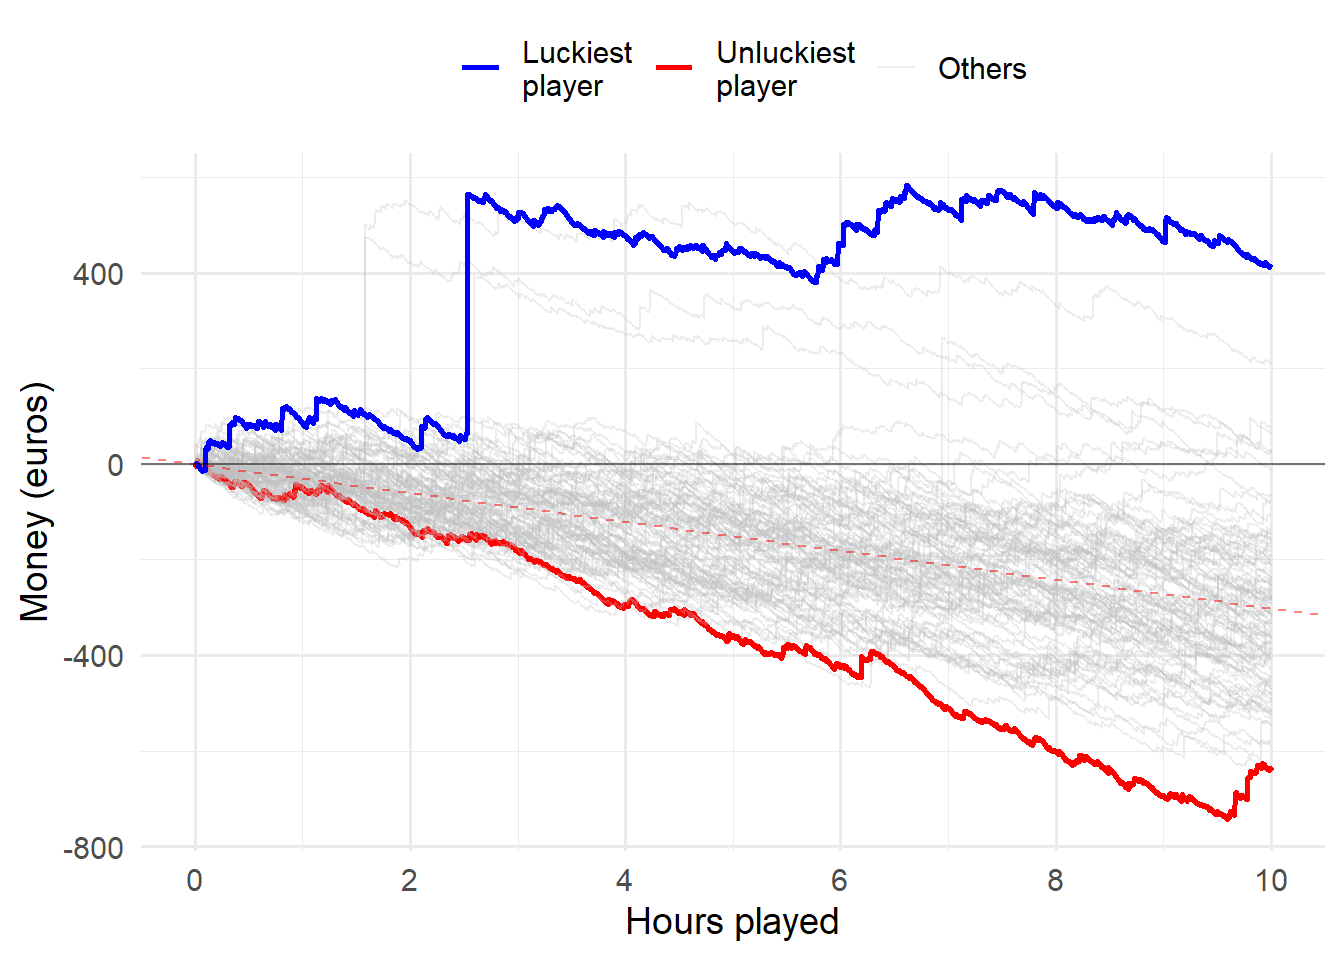 Luckiest
player
Unluckiest
player
Others
Money (euros)
400
0
-400
-800
0 2 4 6 8 10
Hours played